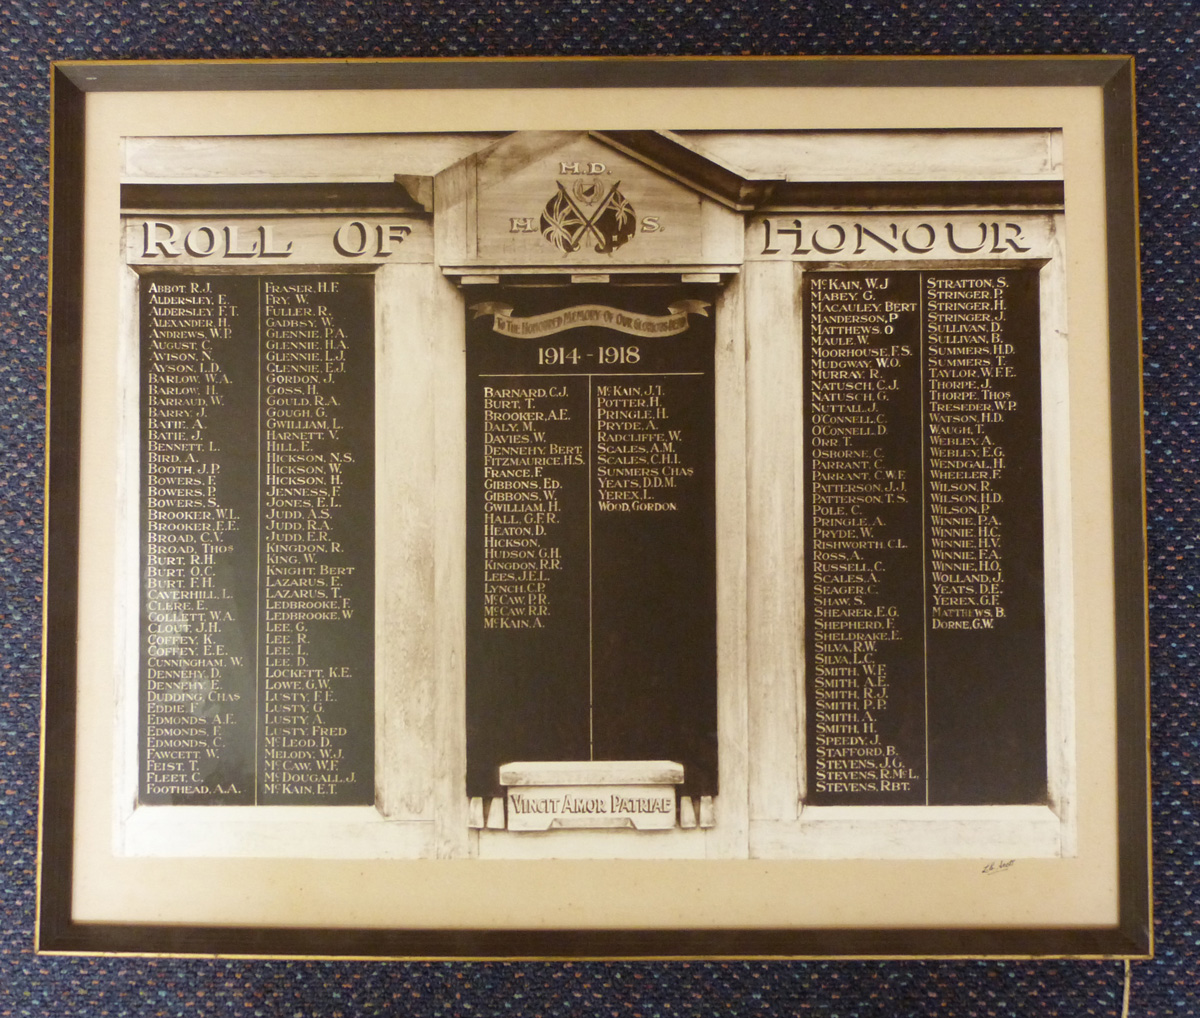 H.D.
H. S.
ROLL OF HONOUR
ABBOT, R.J.
ALDERSLEY, E.
ALDERSLEY, F.T.
ALEXANDER, H.
ANDREWS, W.P.
AUGUST, C.
AVISON, N.
AYSON, L.D.
BARLOW, W.A.
BARLOW, H.
BARRAUD, W.
BARRY, J.
BATIE, A.
BATIE, J.
BENNETT, L.
BIRD, A.
BOOTH, J.P.
BOWERS, F.
BOWERS, P.
BOWERS, S.
BROOKER, W.L.
BROOKER, E.E.
BROAD, C.V.
BROAD, THOS
BURT, R.H.
BURT, O.C.
BURT, F.H.
CAVERHILL, L.
CLERE, E.
COLLETT, W.A.
CLOUT, J.H.
COFFEY, K.
COFFEY, E.E.
CUNNINGHAM, W.
DENNEHY, D.
DENNEHY, E.
DUDDING, CHAS
EDDIE, F.
EDMONDS, A.E.
EDMONDS, F.
EDMONDS, C.
FAWCETT, W.
FEIST, T.
FLEET, C.
FOOTHEAD, A.A.
FRASER, H.F.
FRY, W.
FULLER, R.
GADBSY, W.
GLENNIE, P.A.
GLENNIE, H.A.
GLENNIE, L.J.
GLENNIE, E.J.
GORDON, J.
GOSS, H.
GOULD, R.A.
GOUGH, G.
GWILLIAM, L.
HARNETT, V.
HILL, E.
HICKSON, N.S.
HICKSON, W.
HICKSON, H.
JENNESS, F.
JONES, E.L.
JUDD, A.S.
JUDD, R.A.
JUDD, E.R.
KINGDON, R.
KING, W.
KNIGHT, BERT
LAZARUS, E.
LAZARUS, T.
LEDBROOKE, F.
LEDBROOKE, W
LEE, G.
LEE, R.
LEE, L.
LEE, D.
LOCKETT, K.E.
LOWE, G.W.
LUSTY, F.E.
LUSTY, G.
LUSTY, A.
LUSTY, FRED
McLEOD, D.
MELODY, W.J.
McCAW, W.F.
McDOUGALL, J.
McKAIN, E.T.
TO THE HONOURED MEMORY OF OUR GLORIOUS DEAD
1914 - 1918
BARNARD, C.J.
BURT, T.
BROOKER, A.E.
DALY, M.
DAVIES, W.
DENNEHY, BERT
FITZMAURICE, H.S.
FRANCE, F.
GIBBONS, ED.
GIBBONS, W.
GWILLIAM, H.
HALL, G.F.R.
HEATON, D.
HICKSON,
HUDSON, G.H.
KINGDON, R.R.
LEES, J.E.L.
LYNCH, C.P.
McCAW, P.R.
McCAW, R.R.
McKAIN, A.
McKAIN, J.T.
POTTER, H.
PRINGLE, H.
PRYDE, A.
RADCLIFFE, W.
SCALES, A.M.
SCALES, C.H.I.
SUNMERS CHAS
YEATS, D.D.M.
YEREX, L.
WOOD, GORDON
VINCIT AMOR PATRIAE
McKAIN, W.J
MABEY, G.
MACAULEY, BERT
MANDERSON, P
MATTHEWS, O
MAULE, W.
MOORHOUSE, F.S.
MUDGWAY, W.O.
MURRAY, R.
NATUSCH, C.J.
NATUSCH, G.
NUTTALL, J.
O'CONNELL, C.
O'CONNELL, D
ORR, T.
OSBORNE, C.
PARRANT, C.
PARRANT, C.W.F.
PATTERSON, J.J.
PATTERSON, T.S.
POLE, C.
PRINGLE, A.
PRYDE, W.
RISHWORTH, C.L.
ROSS, A.
RUSSELL, C.
SCALES, A.
SEAGER, C.
SHAW, S.
SHEARER, E.G.
SHEPHERD, F.
SHELDRAKE, E.
SILVA, R.W.
SILVA, L.C.
SMITH, W.F.
SMITH, A.E.
SMITH, R.J.
SMITH, P.P.
SMITH, A.
SMITH, H.
SPEEDY, J.
STAFFORD, B.
STEVENS, J.G.
STEVENS, R.McL.
STEVENS, RBT.
STRATTON, S.
STRINGER, P.
STRINGER, H.
STRINGER, J.
SULLIVAN, D.
SULLIVAN, B.
SUMMERS, H.D.
SUMMERS, T.
TAYLOR, W.F.E.
THORPE, J.
THORPE, THOS
TRESEDER, W.P.
WATSON, H.D.
WAUGH, T.
WEBLEY, A.
WEBLEY, E.G.
WENDGAL, H.
WHEELER, F.
WILSON, R.
WILSON, H.D.
WILSON, P.
WINNIE, P.A.
WINNIE, H.C.
WINNIE, H.V.
WINNIE, F.A.
WINNIE, H.O.
WOLLAND, J.
YEATS, D.E.
YEREX, G.F.
MATTHEWS, B.
DORNE, G.W.